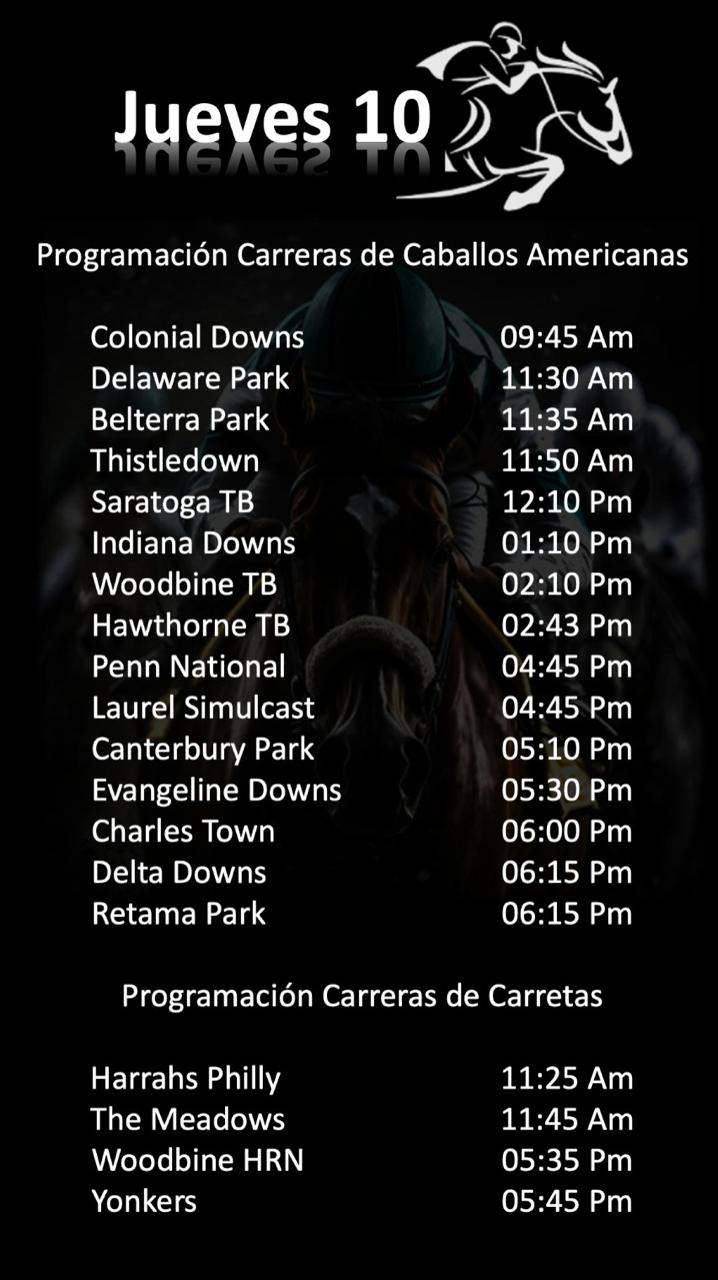 Jueves 10
Programación Carreras de Caballos Americanas
Colonial Downs 09:45 Am
Delaware Park 11:30 Am
Belterra Park 11:35 Am
Thistledown 11:50 Am
Saratoga TB 12:10 Pm
Indiana Downs 01:10 Pm
Woodbine TB 02:10 Pm
Hawthorne TB 02:43 Pm
Penn National 04:45 Pm
Laurel Simulcast 04:45 Pm
Canterbury Park 05:10 Pm
Evangeline Downs 05:30 Pm
Charles Town 06:00 Pm
Delta Downs 06:15 Pm
Retama Park 06:15 Pm
Programación Carreras de Carretas
Harrahs Philly 11:25 Am
The Meadows 11:45 Am
Woodbine HRN 05:35 Pm
Yonkers 05:45 Pm